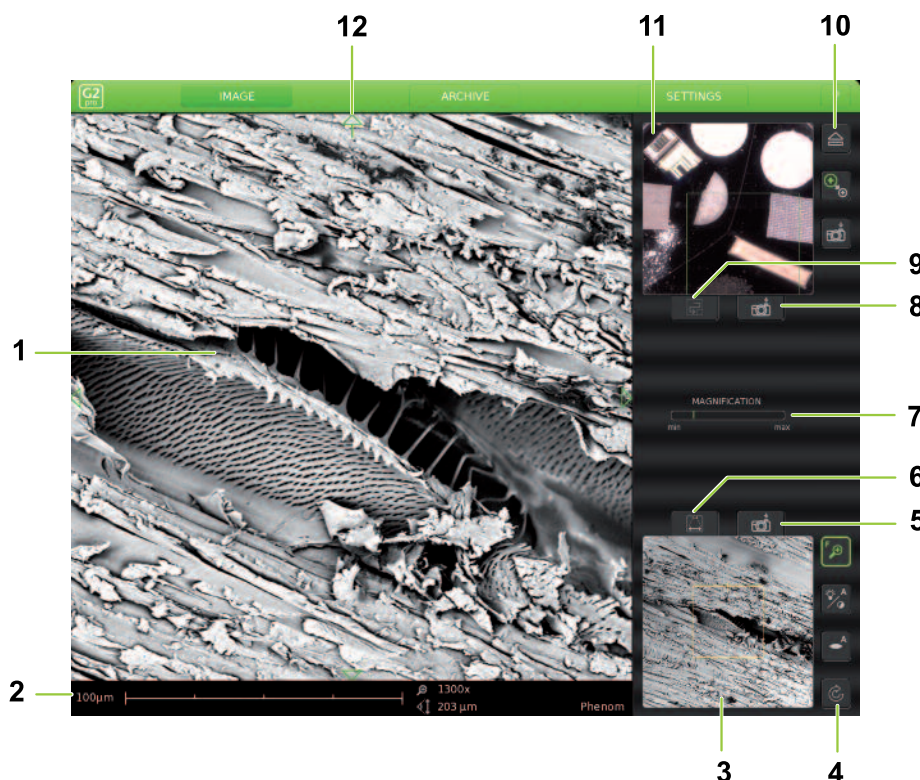 12 11 10
G2 pro IMAGE ARCHIVE SETTINGS ?
9
8
1
MAGNIFICATION
7
min max
6
5
F
A
A
2 100µm 1300x
203 µm Phenom
3 4